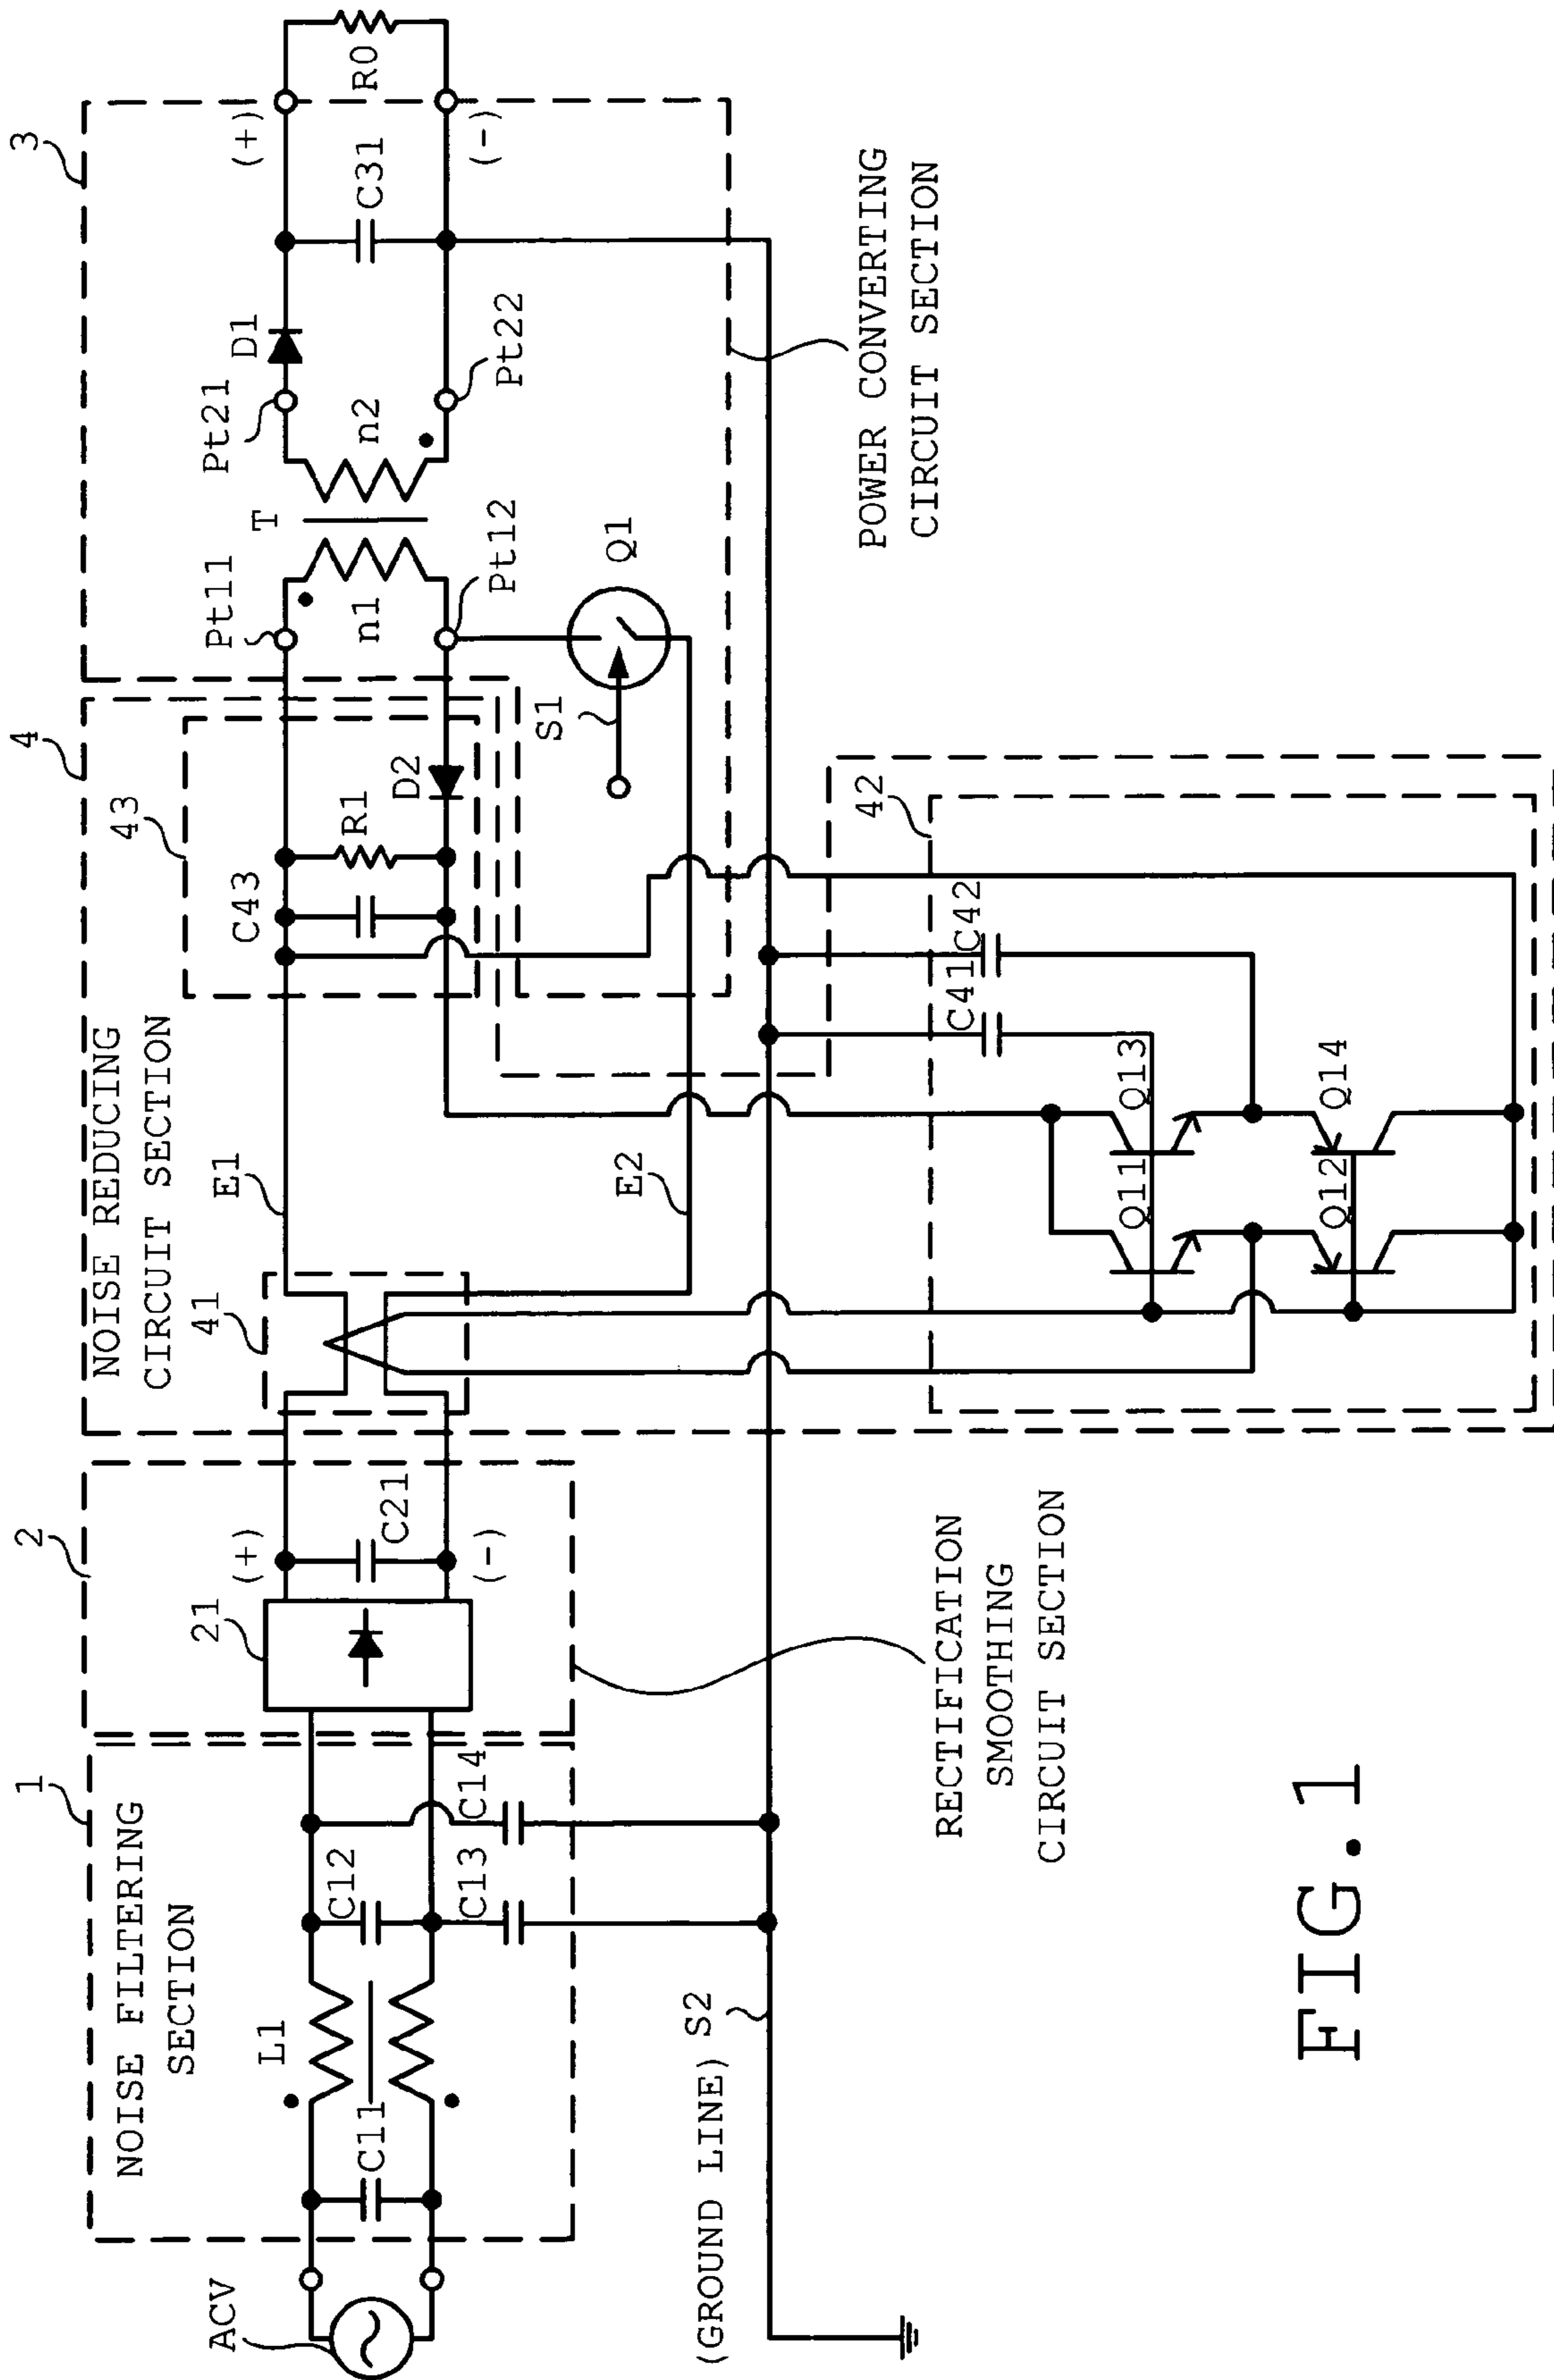 1
2
4
3
NOISE FILTERING
SECTION
NOISE REDUCING
CIRCUIT SECTION
ACV
C11
L1
C12
C13
C14
21
(+)
C21
(-)
41
E1
E2
43
C43
R1
D2
Pt11
n1
T
n2
Pt12
Pt21
Pt22
D1
C31
(+)
(-)
R0
S1
Q1
(GROUND LINE) S2
RECTIFICATION
SMOOTHING
CIRCUIT SECTION
POWER CONVERTING
CIRCUIT SECTION
42
C41
C42
Q11
Q13
Q12
Q14
FIG.1